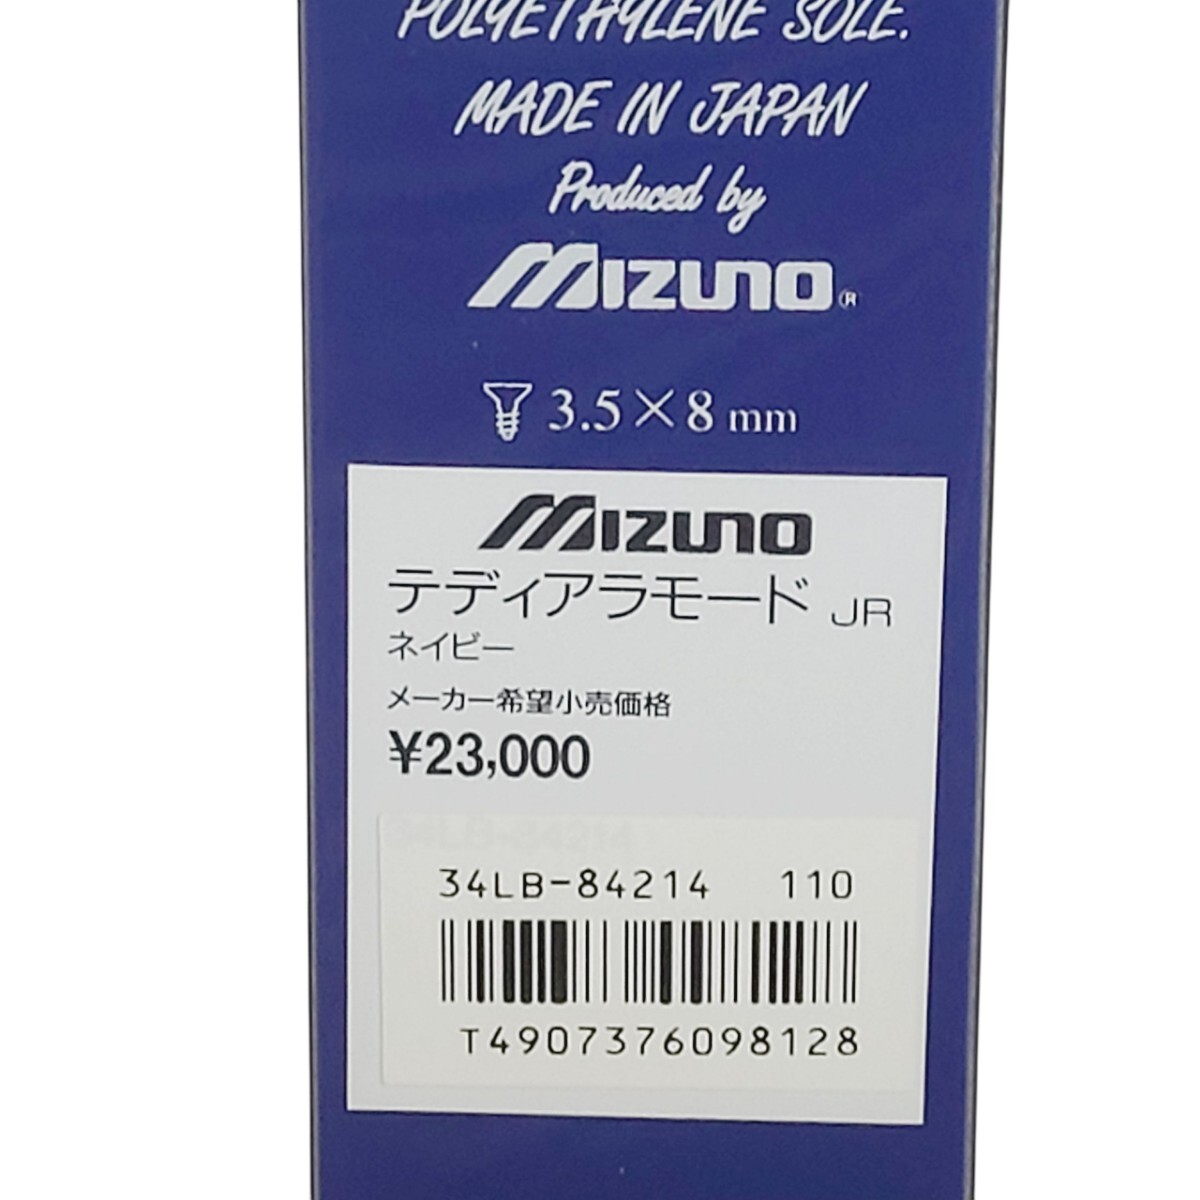 POLYETHYLENE SOLE.
MADE IN JAPAN
Produced by
MIZUNO®
3.5×8 mm
MIZUNO
テディアラモード JR
ネイビー
メーカー希望小売価格
¥23,000
34LB-84214
34LB-84214 110
T4907376098128